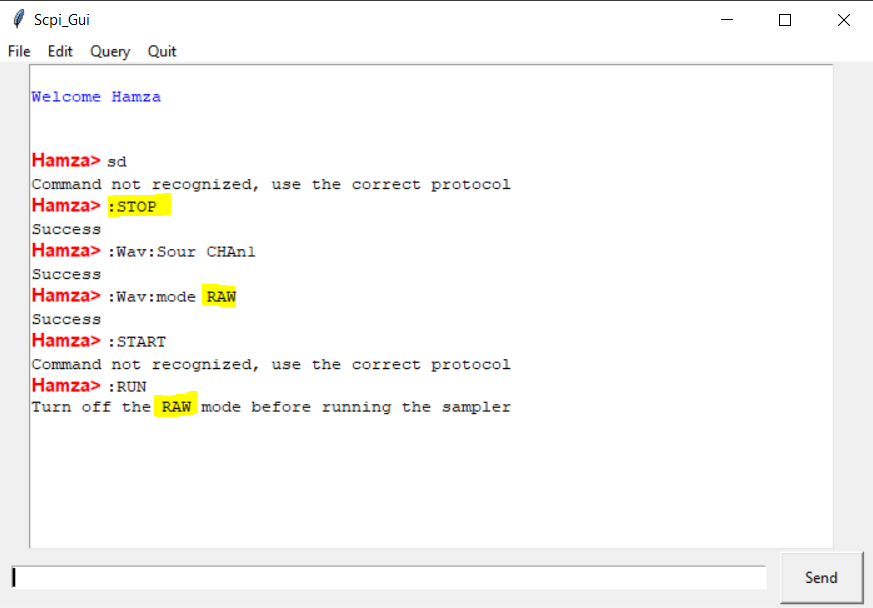 Scpi_Gui
File Edit Query Quit
Welcome Hamza
Hamza> sd
Command not recognized, use the correct protocol
Hamza> :STOP
Success
Hamza> :Wav:Sour CHAn1
Success
Hamza> :Wav:mode RAW
Success
Hamza> :START
Command not recognized, use the correct protocol
Hamza> :RUN
Turn off the RAW mode before running the sampler
Send